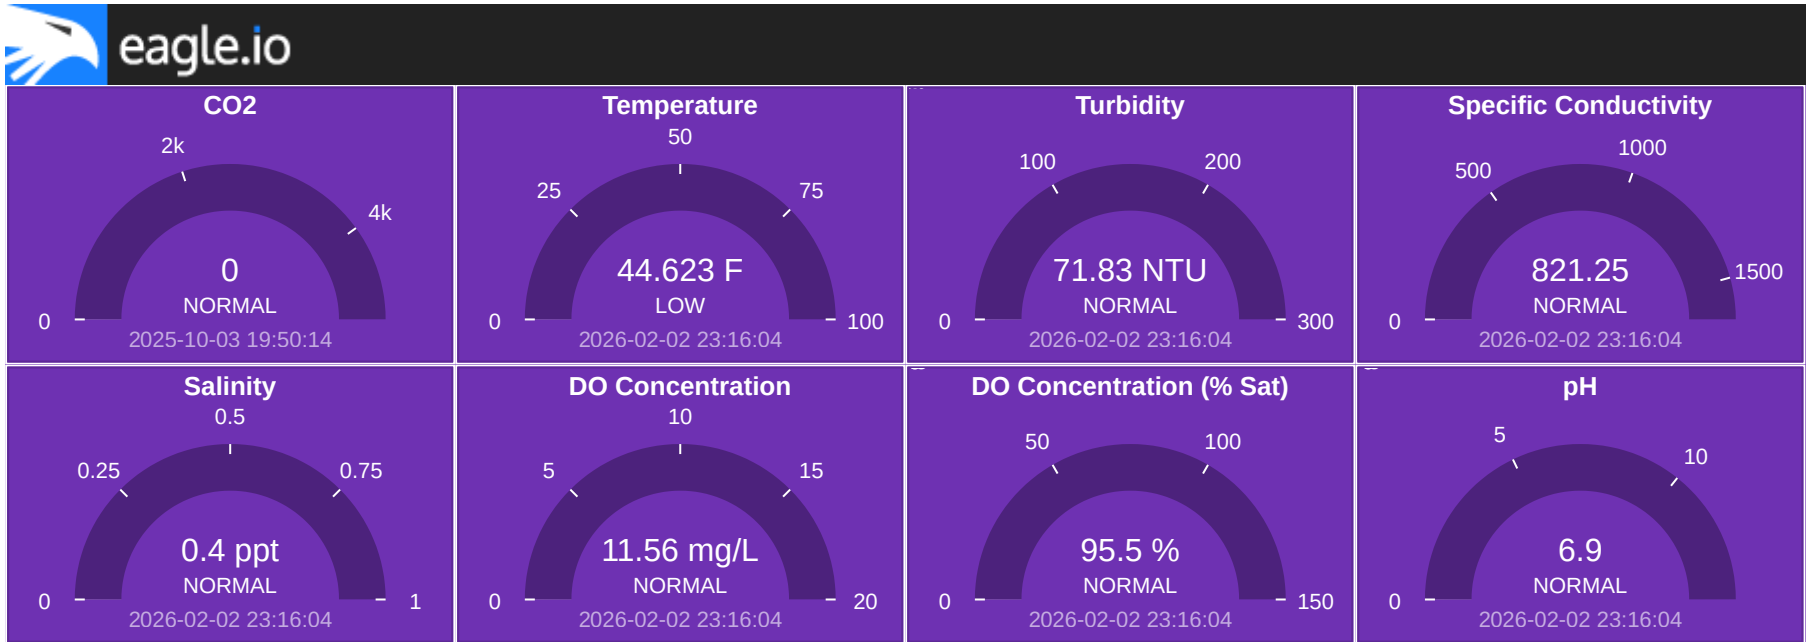 eagle.io
CO2
2k
4k
0
0
NORMAL
2025-10-03 19:50:14
Temperature
50
25
75
44.623 F
LOW
0
100
2026-02-02 23:16:04
Turbidity
100
200
71.83 NTU
NORMAL
0
300
2026-02-02 23:16:04
Specific Conductivity
1000
500
1500
821.25
NORMAL
0
2026-02-02 23:16:04
Salinity
0.5
0.25
0.75
0.4 ppt
NORMAL
0
1
2026-02-02 23:16:04
DO Concentration
10
5
15
11.56 mg/L
NORMAL
0
20
2026-02-02 23:16:04
DO Concentration (% Sat)
50
100
95.5 %
NORMAL
0
150
2026-02-02 23:16:04
pH
5
10
6.9
NORMAL
0
2026-02-02 23:16:04